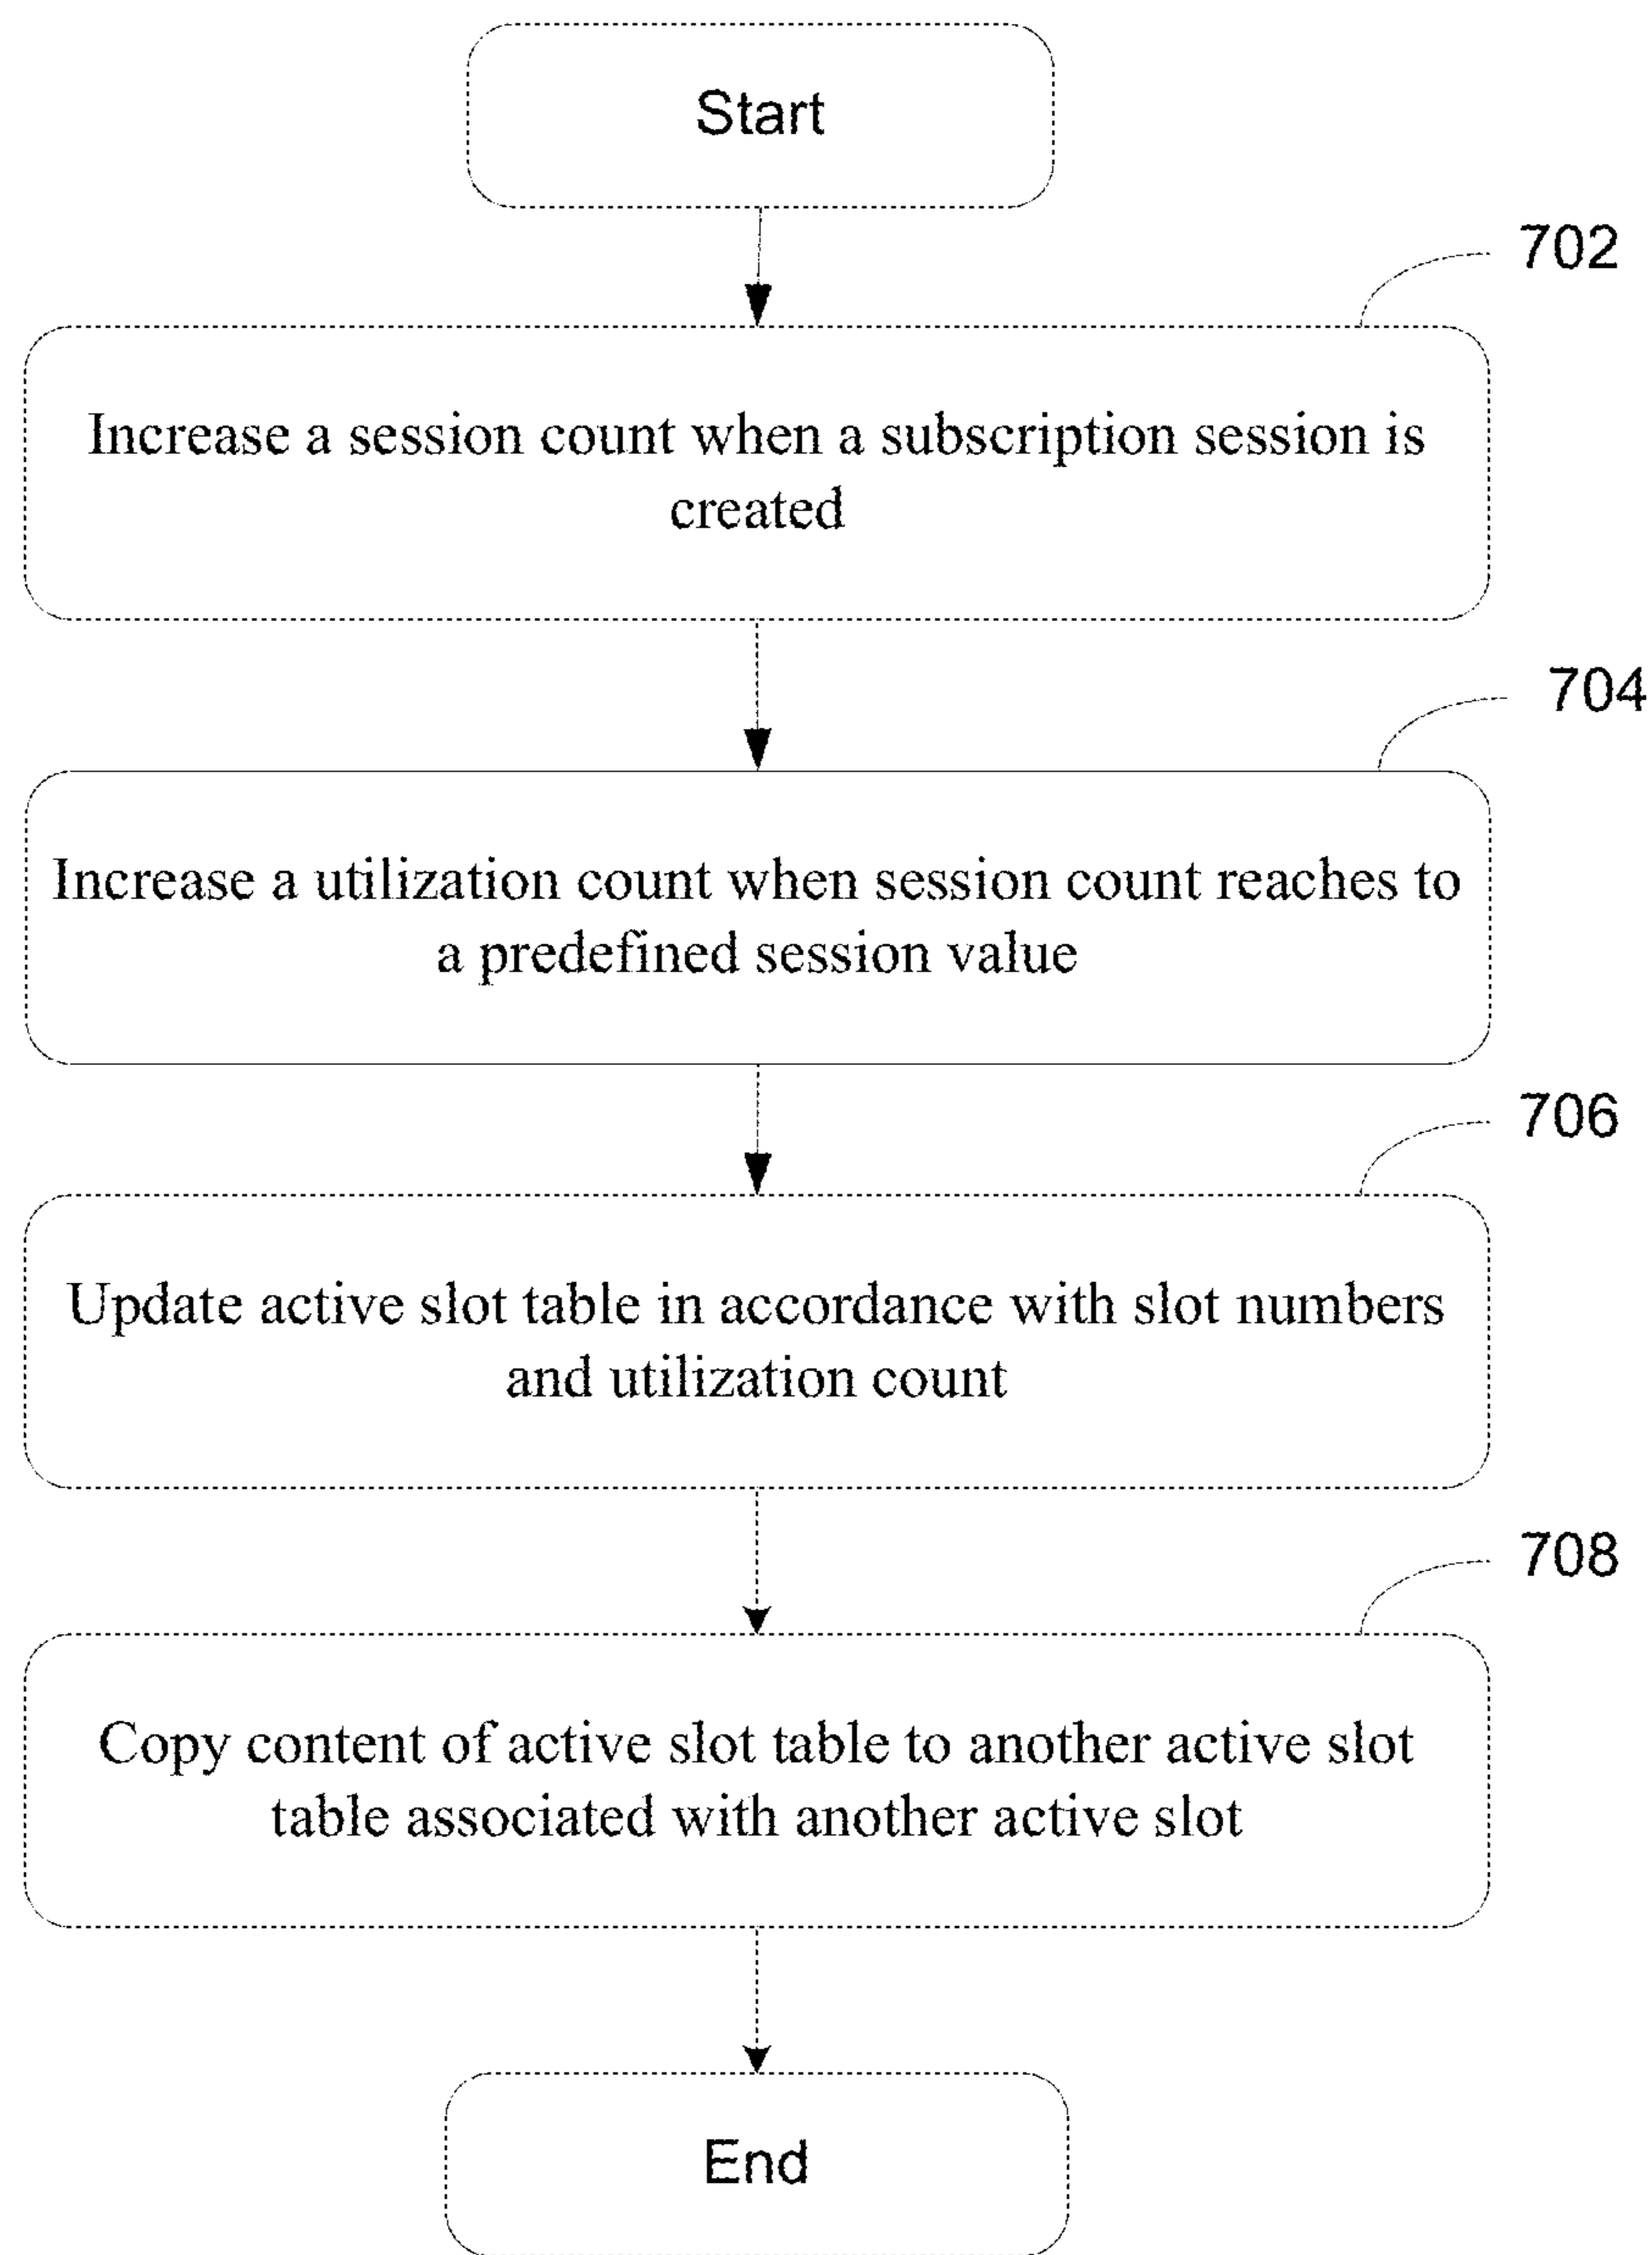 Start
702
Increase a session count when a subscription session is
created
704
Increase a utilization count when session count reaches to
a predefined session value
706
Update active slot table in accordance with slot numbers
and utilization count
708
Copy content of active slot table to another active slot
table associated with another active slot
End